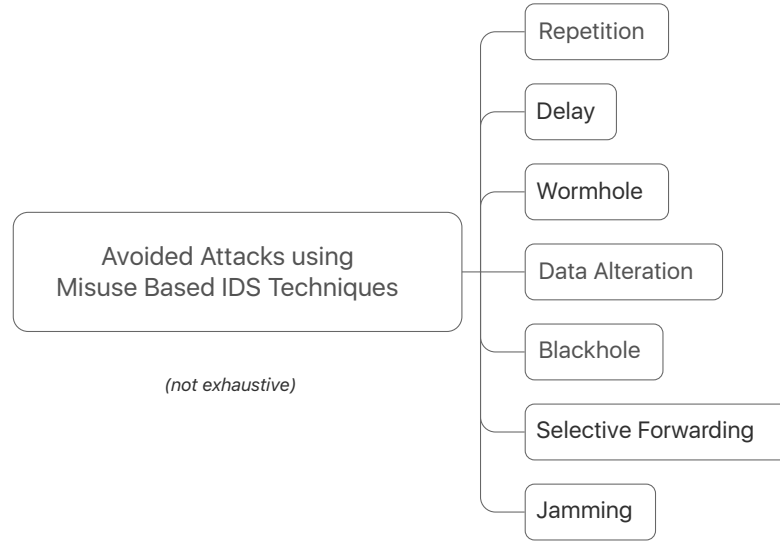 Repetition
Delay
Wormhole
Avoided Attacks using
Misuse Based IDS Techniques
Data Alteration
Blackhole
(not exhaustive)
Selective Forwarding
Jamming